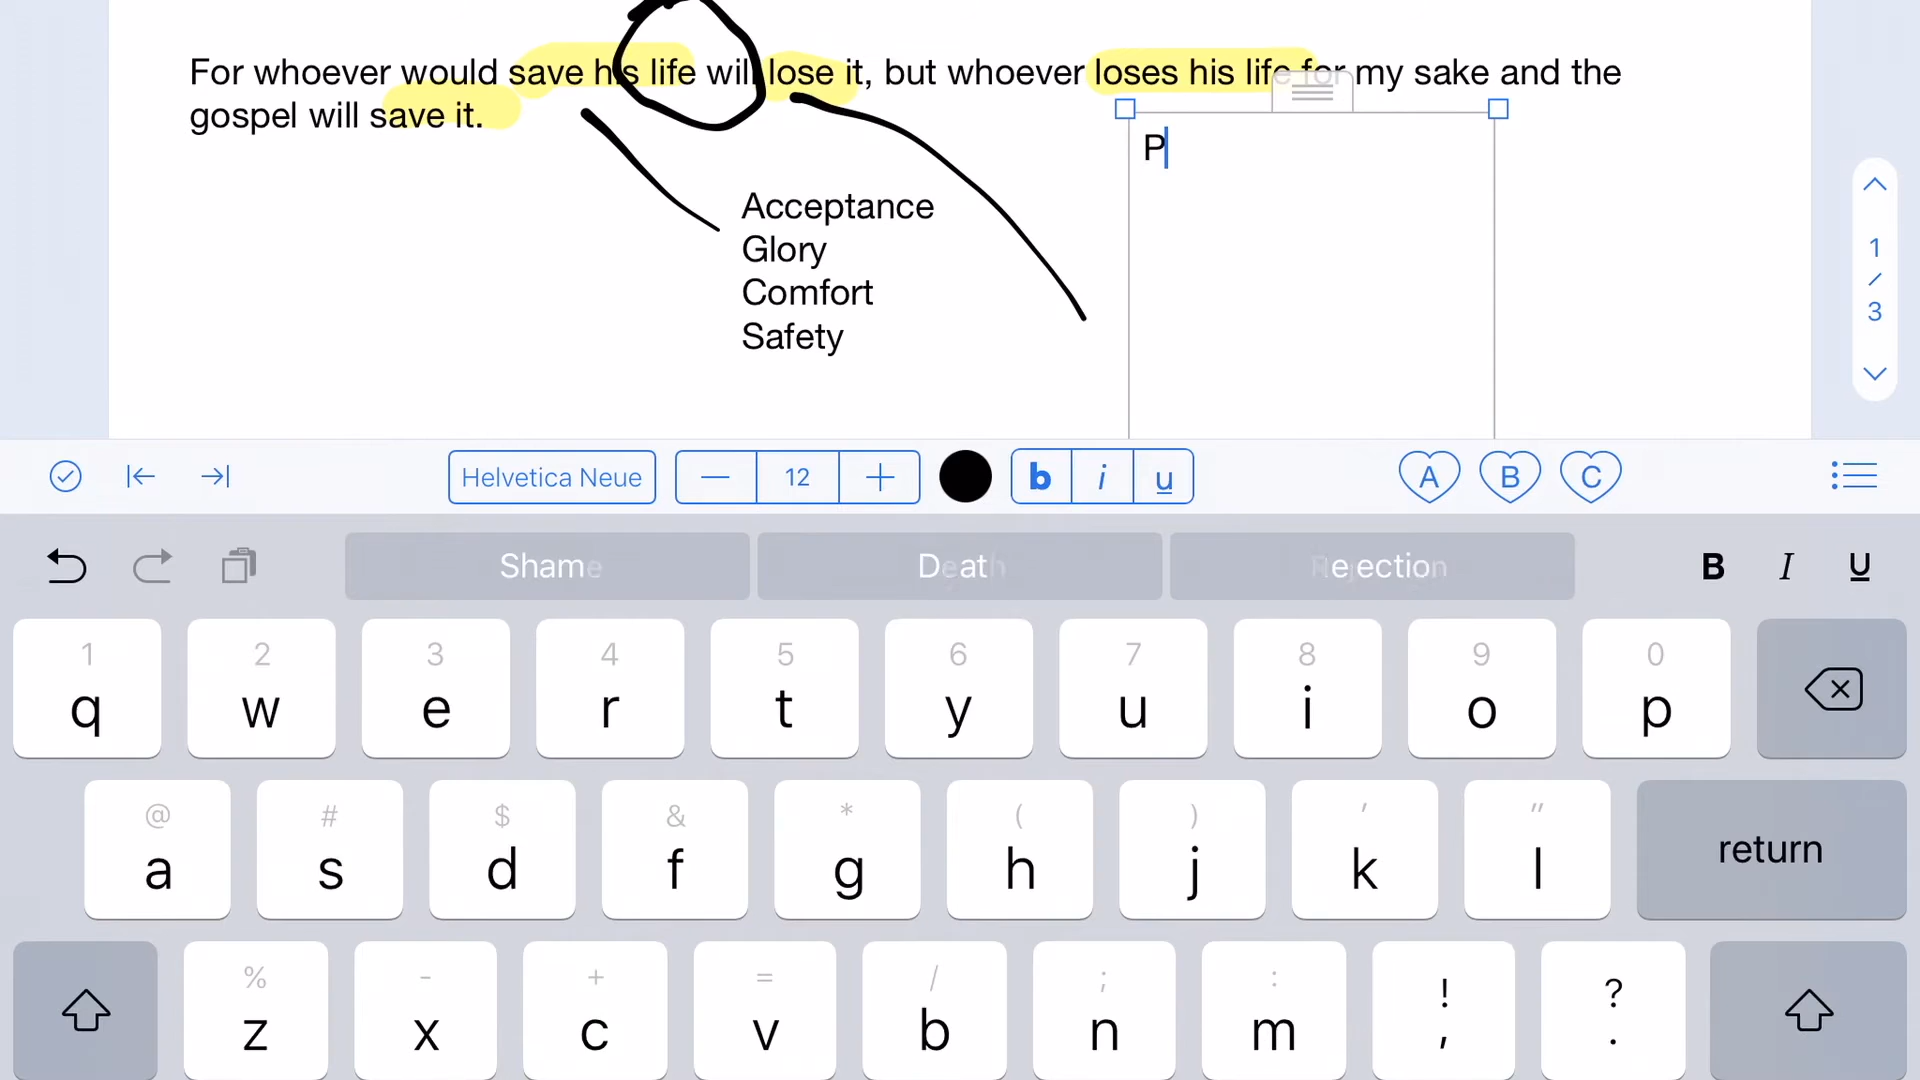 For whoever would save his life will lose it, but whoever loses his life for my sake and the
gospel will save it.
P
Acceptance
Glory
Comfort
Safety
1
/
3
Helvetica Neue
12
b i u
A B C
Shame
Rejection
B I U
1 2 3 4 5 6 7 8 9 0
q w e r t y u i o p
@ # $ & * ( ) ' "
a s d f g h j k l
return
% - + = / ; : ! ?
z x c v b n m , .